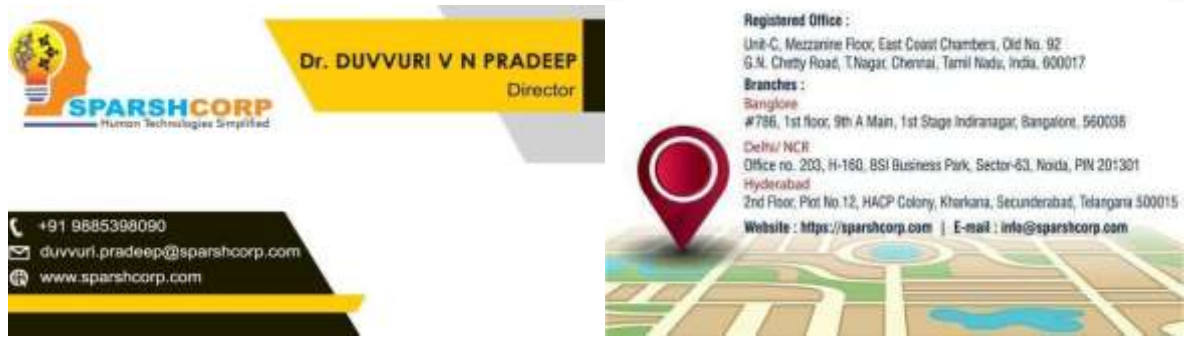 SPARSHCORP
Human Technologies Simplified
Dr. DUVVURI V N PRADEEP
Director
+91 9885398090
duvvuri.pradeep@sparshcorp.com
www.sparshcorp.com
Registered Office :
Unit-C, Mezzanine Floor, East Coast Chambers, Old No. 92
G.N. Chetty Road, T.Nagar, Chennai, Tamil Nadu, India, 600017
Branches :
Banglore
#786, 1st floor, 9th A Main, 1st Stage Indiranagar, Bangalore, 560038
Delhi/ NCR
Office no. 203, H-160, BSI Business Park, Sector-63, Noida, PIN 201301
Hyderabad
2nd Floor, Plot No.12, HACP Colony, Kharkana, Secunderabad, Telangana 500015
Website : https://sparshcorp.com | E-mail : info@sparshcorp.com